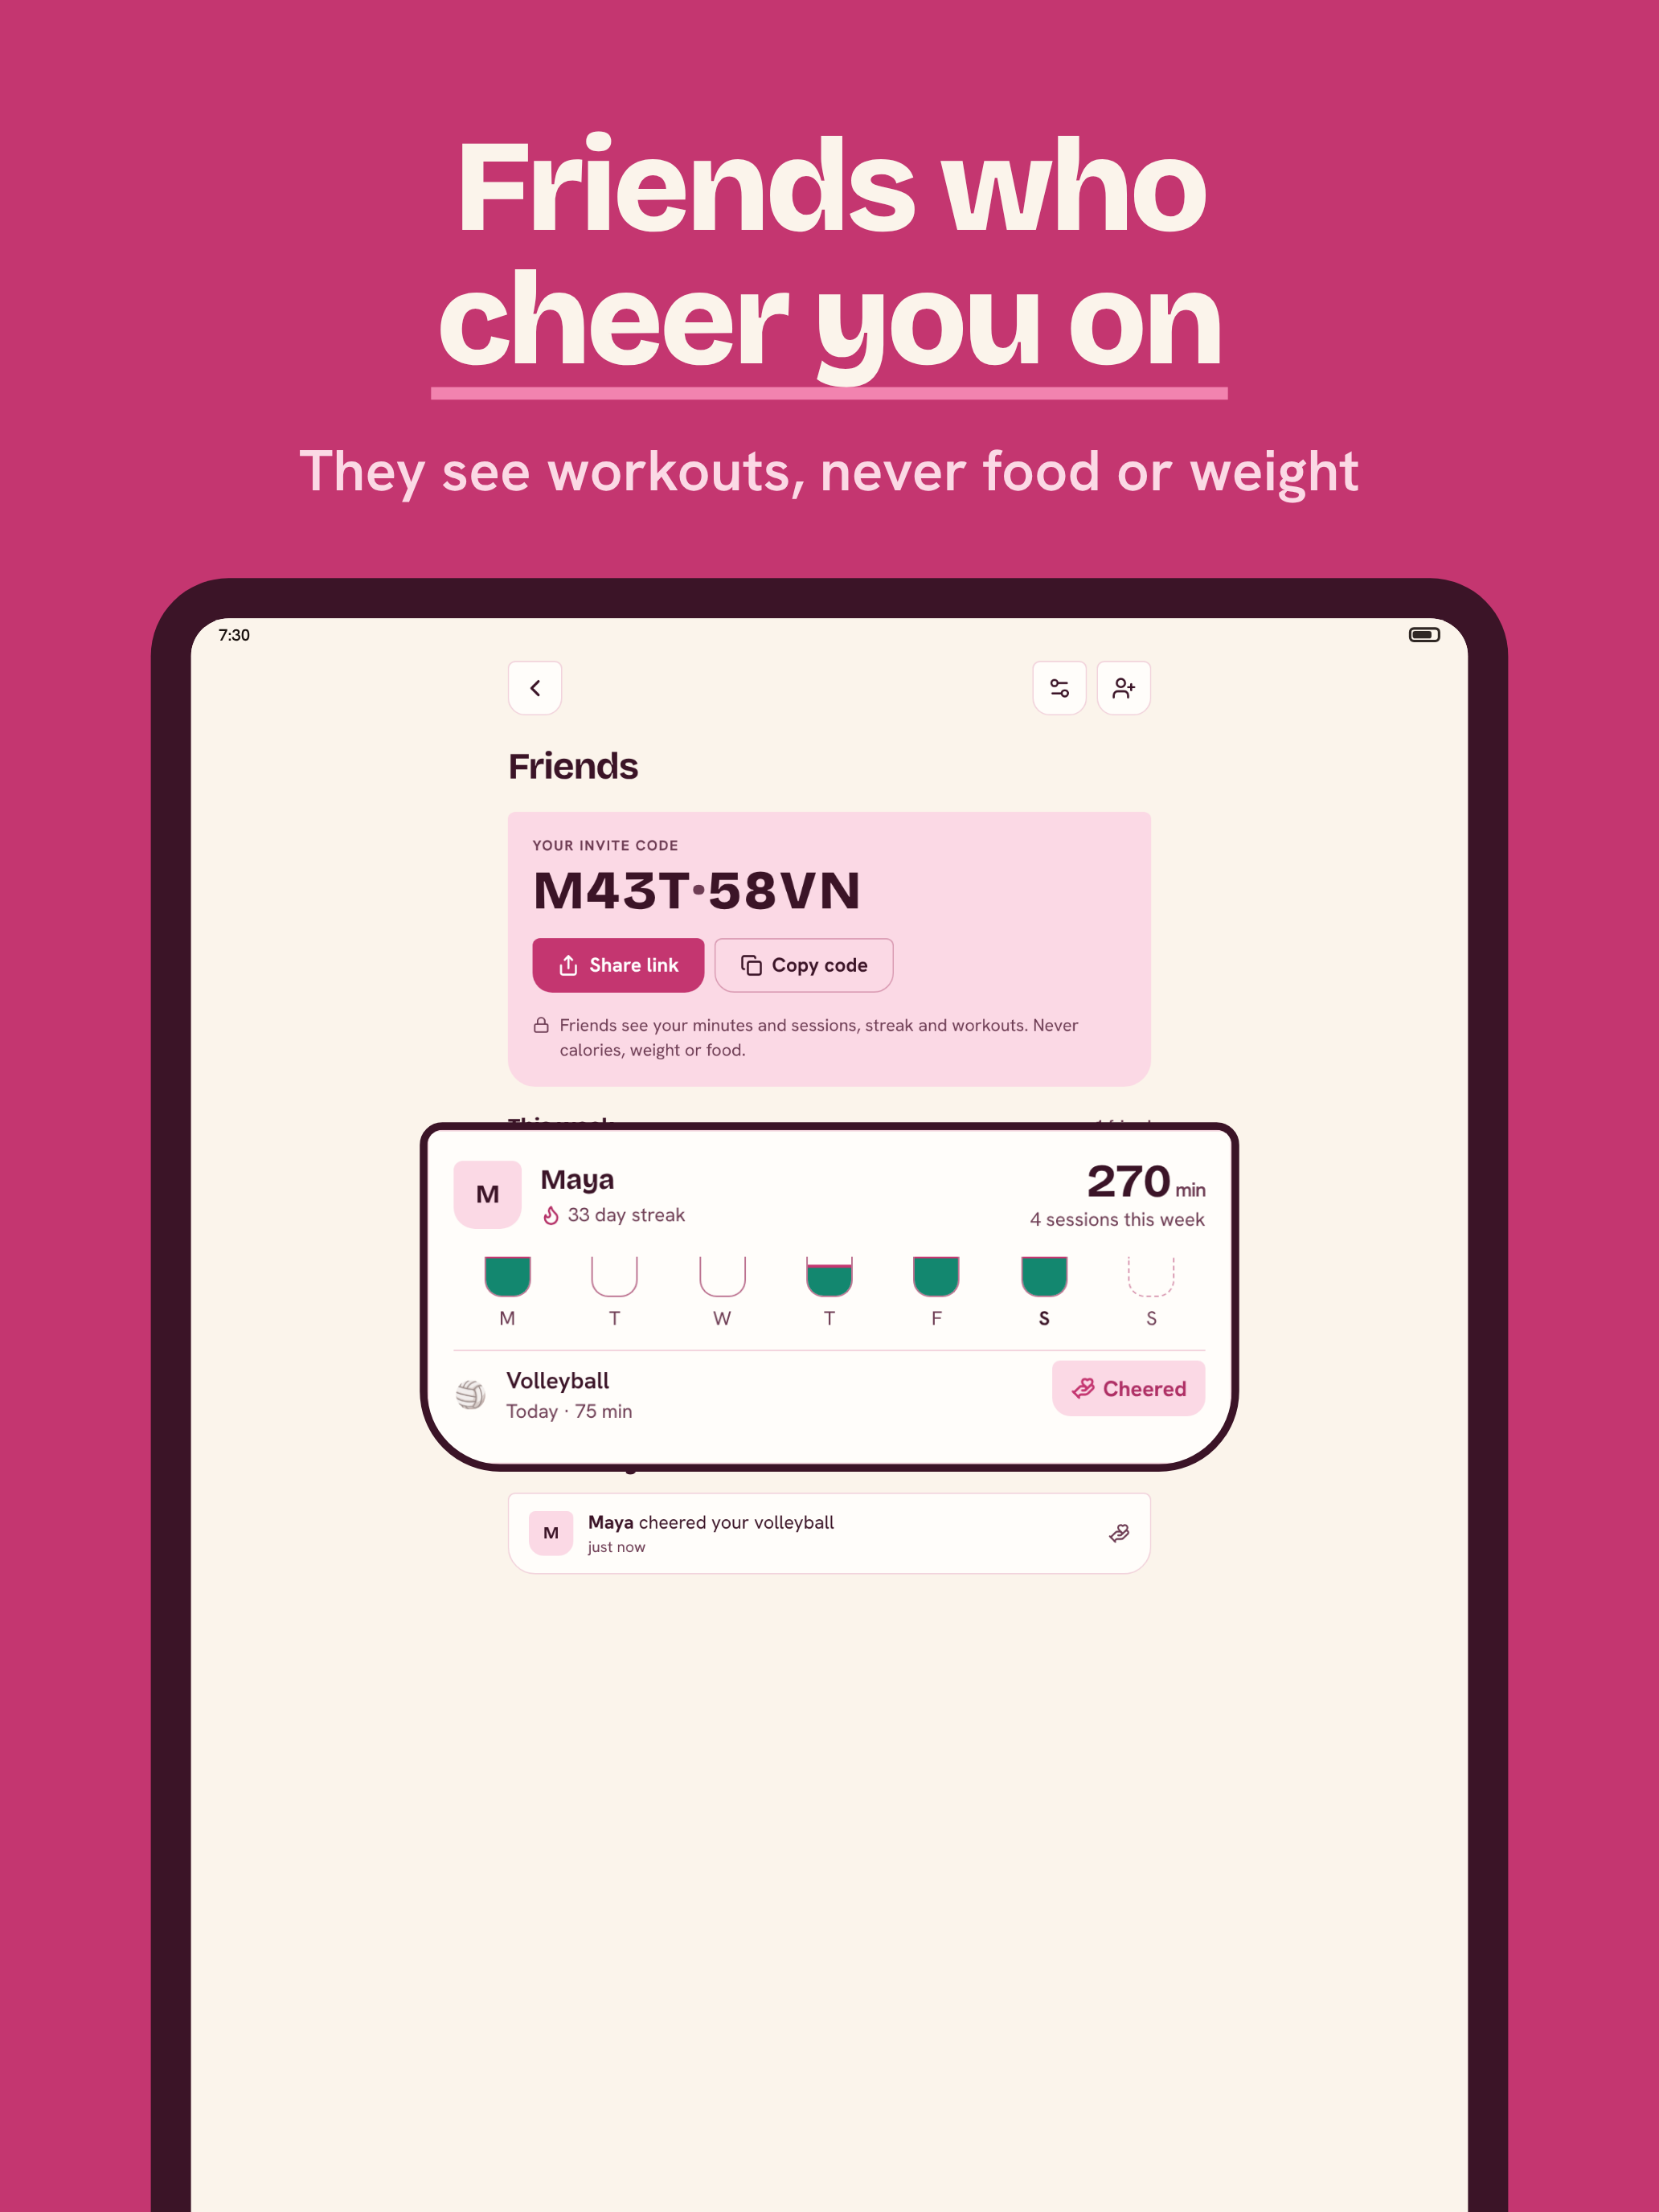 Friends who
cheer you on
They see workouts, never food or weight
7:30
Friends
YOUR INVITE CODE
M43T·58VN
Share link
Copy code
Friends see your minutes and sessions, streak and workouts. Never
calories, weight or food.
M
Maya
270 min
33 day streak
4 sessions this week
M T W T F S S
Volleyball
Today · 75 min
Cheered
M
Maya cheered your volleyball
just now